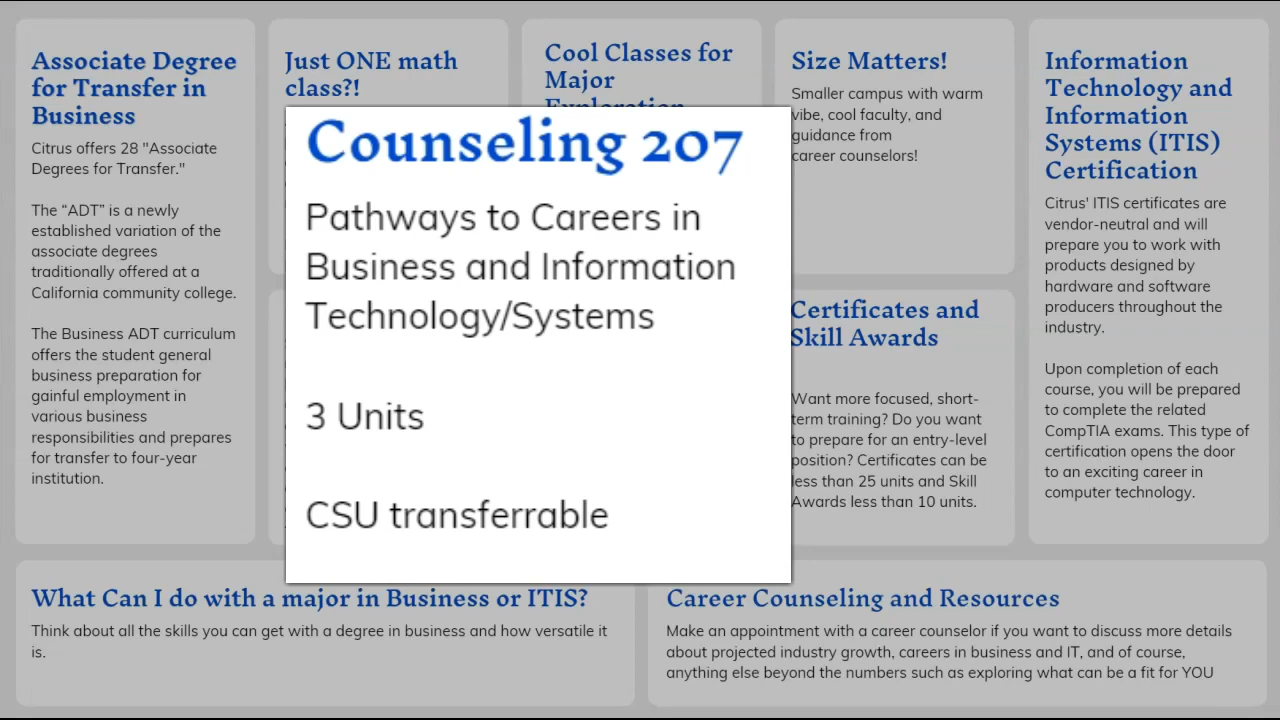 Associate Degree
for Transfer in
Business
Citrus offers 28 "Associate
Degrees for Transfer."
The “ADT” is a newly
established variation of the
associate degrees
traditionally offered at a
California community college.
The Business ADT curriculum
offers the student general
business preparation for
gainful employment in
various business
responsibilities and prepares
for transfer to four-year
institution.
Just ONE math
class?!
Cool Classes for
Major
Exploration
Counseling 207
Pathways to Careers in
Business and Information
Technology/Systems
3 Units
CSU transferrable
Size Matters!
Smaller campus with warm
vibe, cool faculty, and
guidance from
career counselors!
Certificates and
Skill Awards
Want more focused, short-
term training? Do you want
to prepare for an entry-level
position? Certificates can be
less than 25 units and Skill
Awards less than 10 units.
Information
Technology and
Information
Systems (ITIS)
Certification
Citrus' ITIS certificates are
vendor-neutral and will
prepare you to work with
products designed by
hardware and software
producers throughout the
industry.
Upon completion of each
course, you will be prepared
to complete the related
CompTIA exams. This type of
certification opens the door
to an exciting career in
computer technology.
What Can I do with a major in Business or ITIS?
Think about all the skills you can get with a degree in business and how versatile it
is.
Career Counseling and Resources
Make an appointment with a career counselor if you want to discuss more details
about projected industry growth, careers in business and IT, and of course,
anything else beyond the numbers such as exploring what can be a fit for YOU